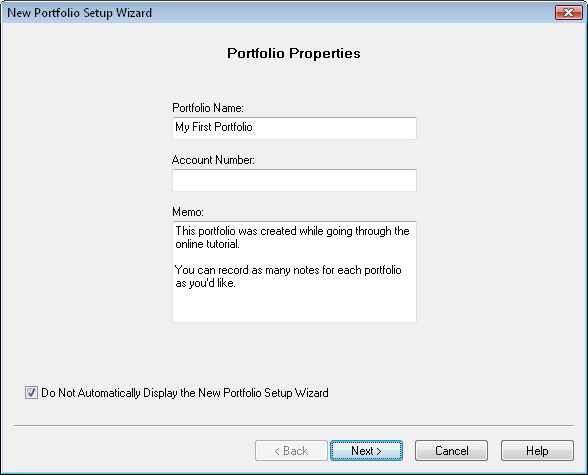 New Portfolio Setup Wizard
Portfolio Properties
Portfolio Name:
My First Portfolio
Account Number:
Memo:
This portfolio was created while going through the
online tutorial.
You can record as many notes for each portfolio
as you'd like.
Do Not Automatically Display the New Portfolio Setup Wizard
< Back
Next >
Cancel
Help